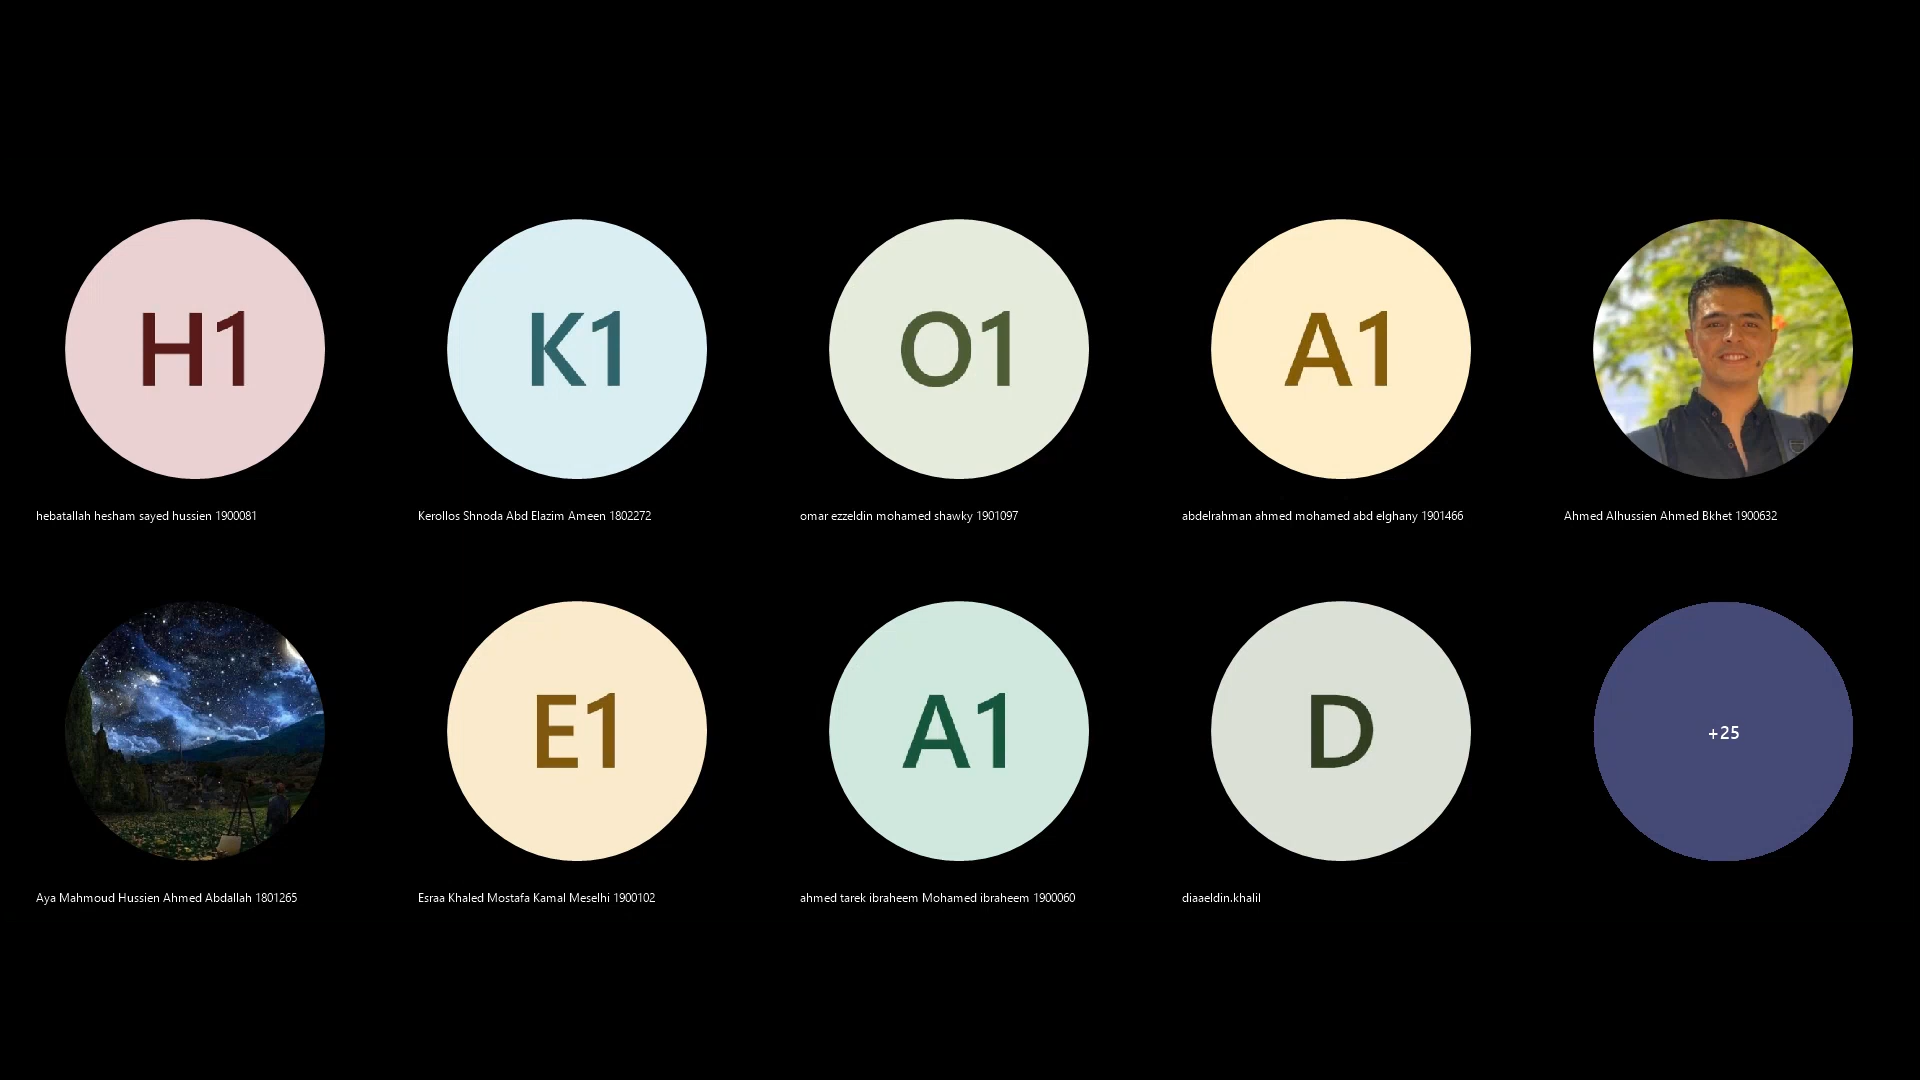 H1
K1
O1
A1
hebatallah hesham sayed hussien 1900081
Kerollos Shnoda Abd Elazim Ameen 1802272
omar ezzeldin mohamed shawky 1901097
abdelrahman ahmed mohamed abd elghany 1901466
Ahmed Alhussien Ahmed Bkhet 1900632
E1
A1
D
+25
Aya Mahmoud Hussien Ahmed Abdallah 1801265
Esraa Khaled Mostafa Kamal Meselhi 1900102
ahmed tarek ibraheem Mohamed ibraheem 1900060
diaaeldin.khalil